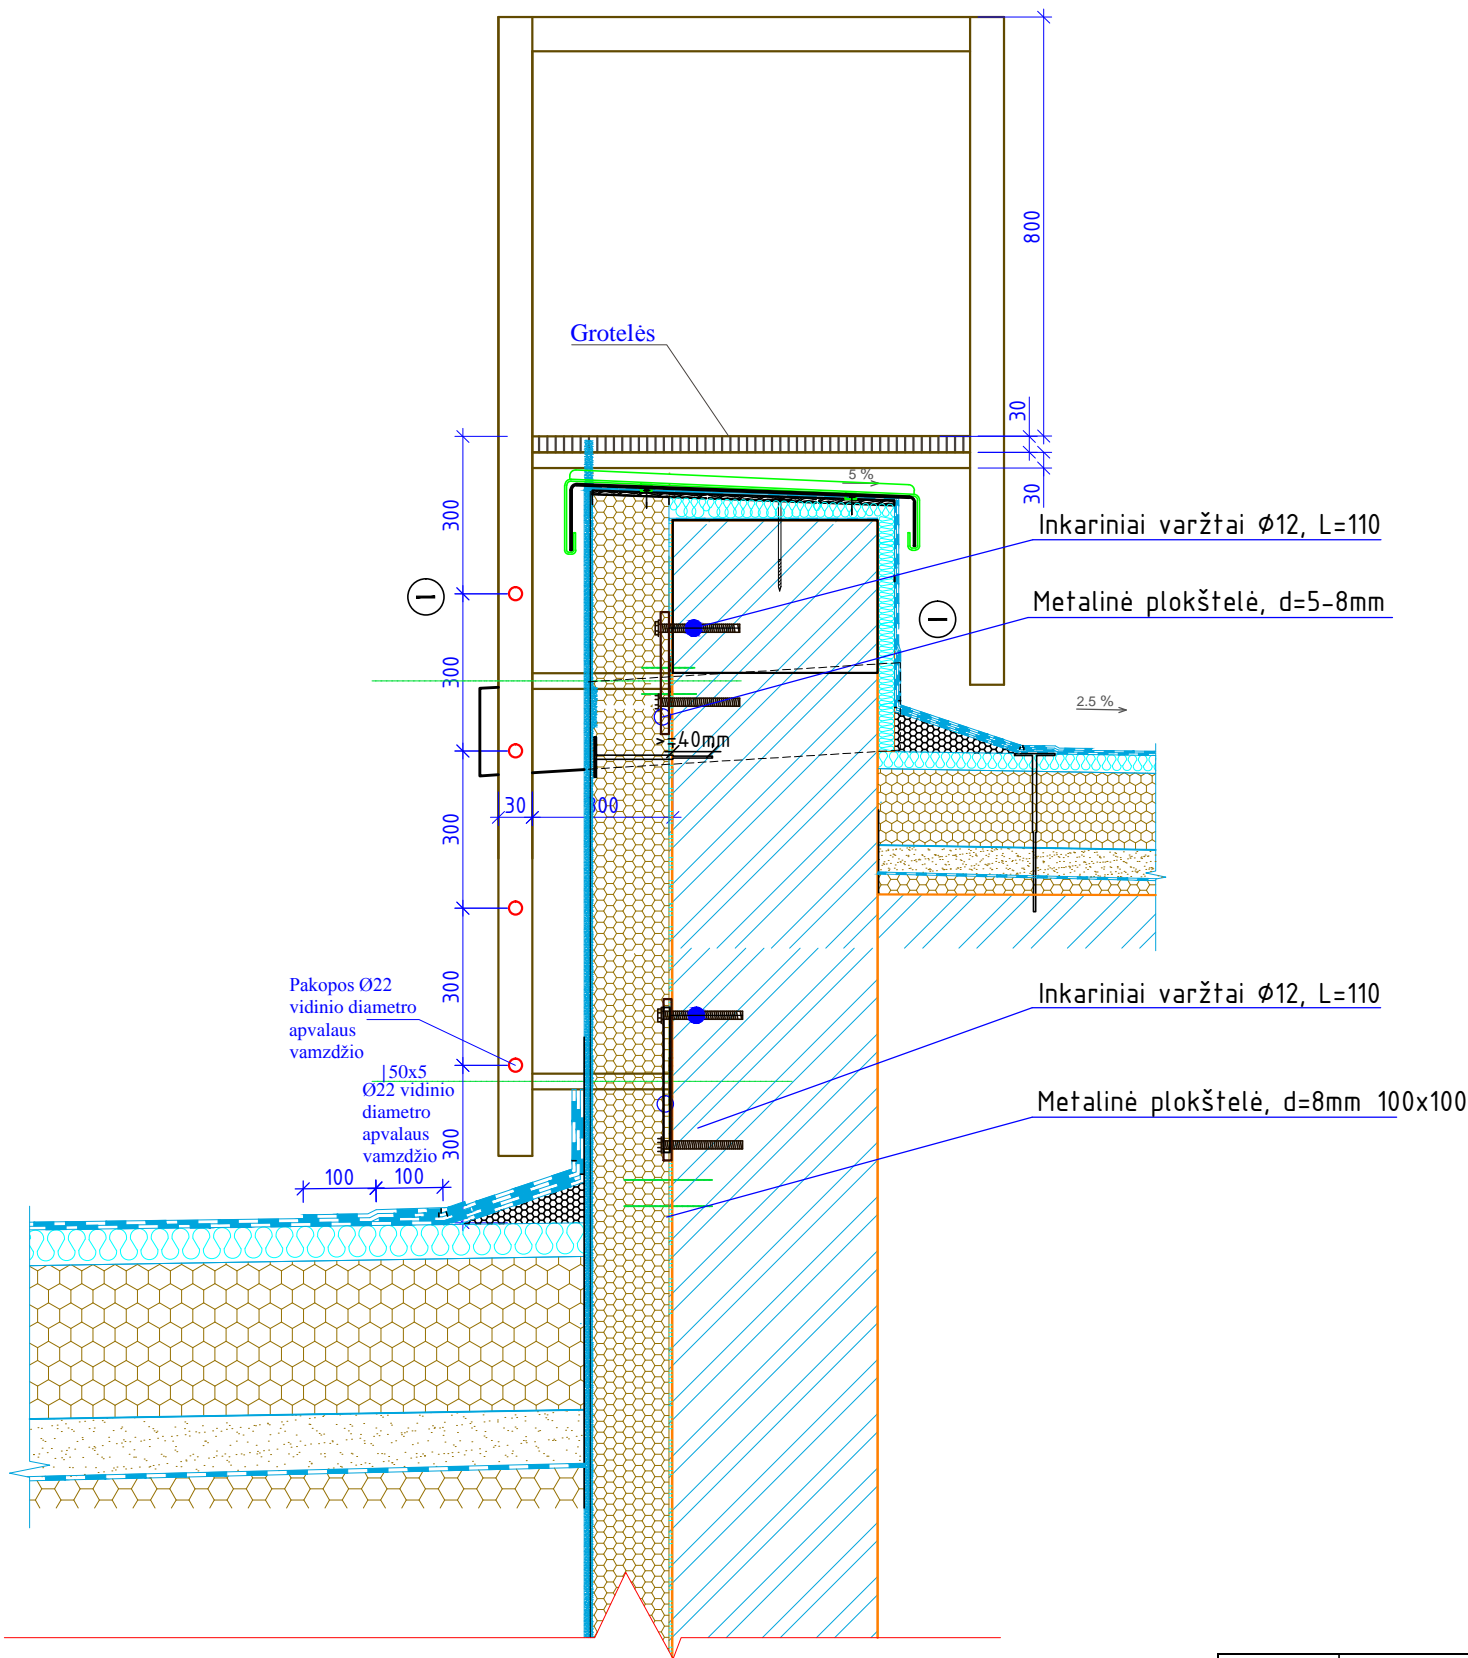 800
Grotelės
30
5 %
30
300
Inkariniai varžtai Ø12, L=110
Metalinė plokštelė, d=5-8mm
300
2.5 %
>=40mm
30
300
300
Inkariniai varžtai Ø12, L=110
Pakopos Ø22
vidinio diametro
apvalaus
vamzdžio
|50x5
Ø22 vidinio
diametro
apvalaus
vamzdžio
Metalinė plokštelė, d=8mm 100x100
300
100
100